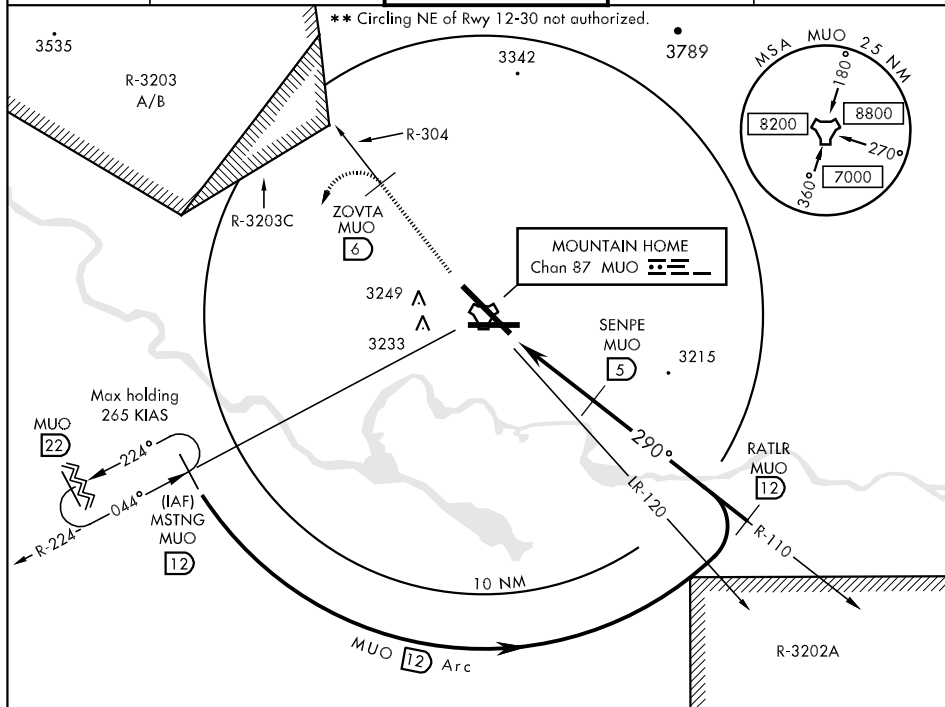 ** Circling NE of Rwy 12-30 not authorized.
3535
R-3203
A/B
3342
3789
MSA MUO 25 NM
180°
8200
8800
270°
360°
7000
R-304
R-3203C
ZOVTA
MUO
6
MOUNTAIN HOME
Chan 87 MUO
3249
3233
SENPE
MUO
5
3215
Max holding
265 KIAS
MUO
22
224°
044°
R-224
(IAF)
MSTNG
MUO
12
290°
RATLR
MUO
12
LR-120
R-110
10 NM
MUO 12 Arc
R-3202A